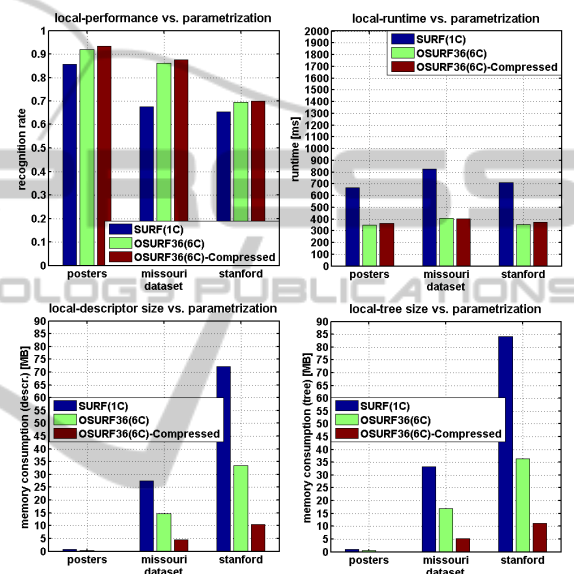 local-performance vs. parametrization
recognition rate
1
0.9
0.8
0.7
0.6
0.5
0.4
0.3
0.2
0.1
0
SURF(1C)
OSURF36(6C)
OSURF36(6C)-Compressed
posters missouri stanford
dataset
local-runtime vs. parametrization
runtime [ms]
2000
1900
1800
1700
1600
1500
1400
1300
1200
1100
1000
900
800
700
600
500
400
300
200
100
0
SURF(1C)
OSURF36(6C)
OSURF36(6C)-Compressed
posters missouri stanford
dataset
OLOGY PUBLICATIONS
local-descriptor size vs. parametrization
memory consumption (descr.) [MB]
90
85
80
75
70
65
60
55
50
45
40
35
30
25
20
15
10
5
0
SURF(1C)
OSURF36(6C)
OSURF36(6C)-Compressed
posters missouri stanford
dataset
local-tree size vs. parametrization
memory consumption (tree) [MB]
90
85
80
75
70
65
60
55
50
45
40
35
30
25
20
15
10
5
0
SURF(1C)
OSURF36(6C)
OSURF36(6C)-Compressed
posters missouri stanford
dataset